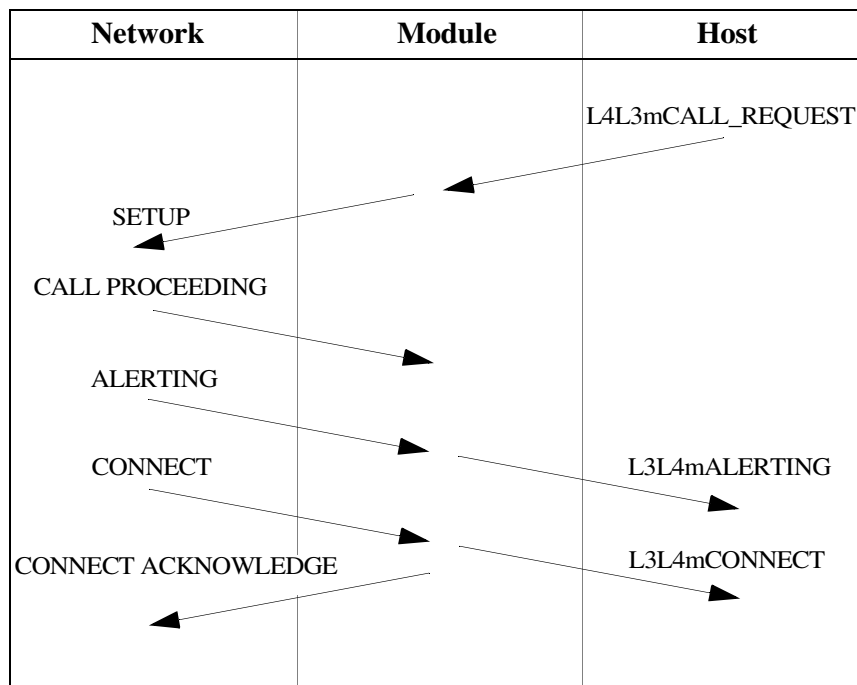 Network Module Host
L4L3mCALL_REQUEST
SETUP
CALL PROCEEDING
ALERTING
CONNECT
L3L4mALERTING
CONNECT ACKNOWLEDGE
L3L4mCONNECT